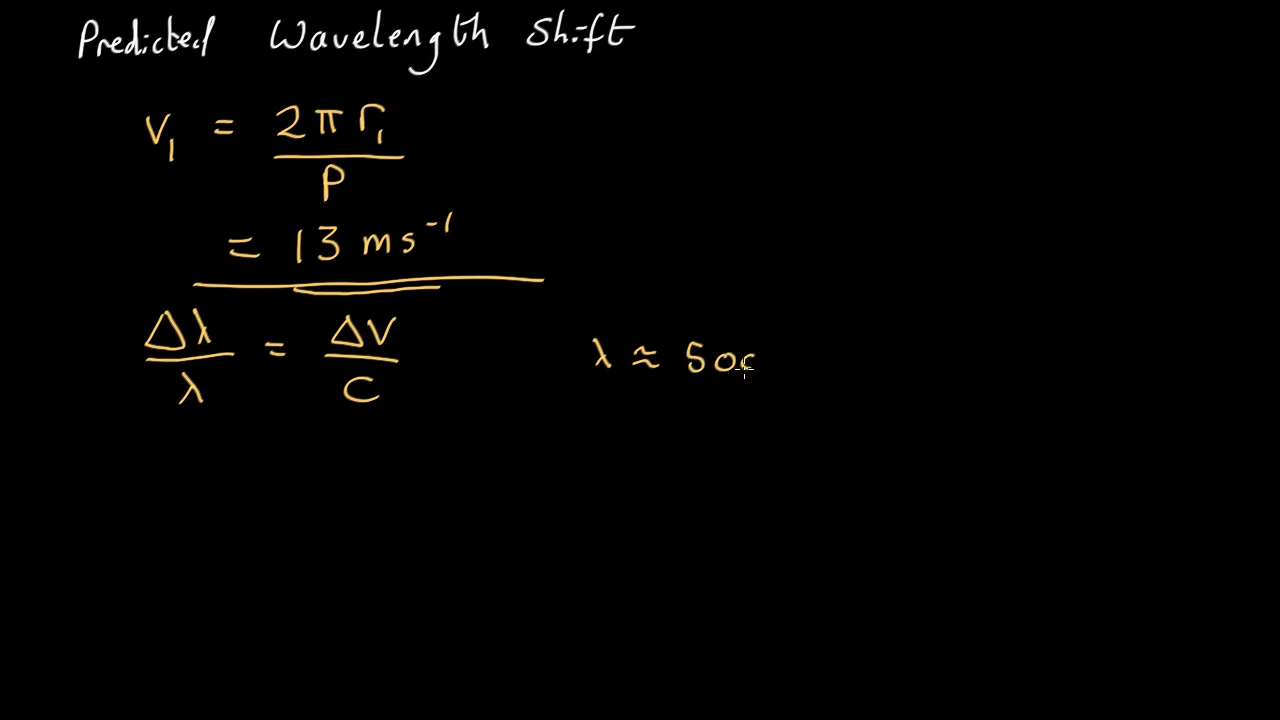 Predicted Wavelength Shift
V₁ = 2πr₁ / P
= 13 ms⁻¹
Δλ / λ = ΔV / C
λ ≈ 50